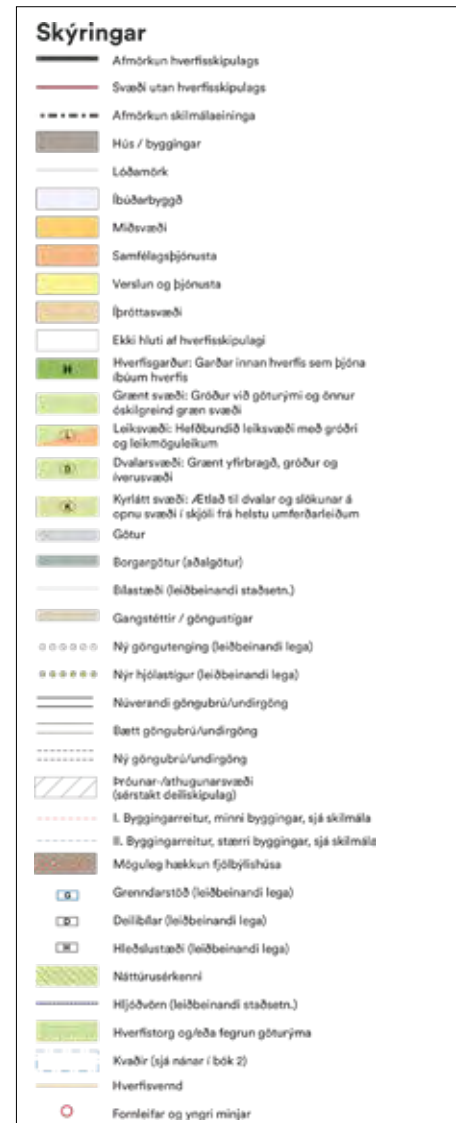 Skýringar
Afmörkun hverfisskipulags
Svæði utan hverfisskipulags
Afmörkun skilmálaeininga
Hús / byggingar
Lóðamörk
Íbúðarbyggð
Miðsvæði
Samfélagsþjónusta
Verslun og þjónusta
Íþróttasvæði
Ekki hluti af hverfisskipulagi
H
Hverfisgarður: Garðar innan hverfis sem þjóna
íbúum hverfis
Grænt svæði: Gróður við göturými og önnur
óskilgreind græn svæði
L
Leiksvæði: Hefðbundið leiksvæði með gróðri
og leikmöguleikum
D
Dvalarsvæði: Grænt yfirbragð, gróður og
íverusvæði
K
Kyrlátt svæði: Ætlað til dvalar og slökunar á
opnu svæði í skjóli frá helstu umferðarleiðum
Götur
Borgargötur (aðalgötur)
Bílastæði (leiðbeinandi staðsetn.)
Gangstéttir / göngustígar
Ný göngutenging (leiðbeinandi lega)
Nýr hjólastígur (leiðbeinandi lega)
Núverandi göngubrú/undirgöng
Bætt göngubrú/undirgöng
Ný göngubrú/undirgöng
Þróunar-/athugunarsvæði
(sérstakt deiliskipulag)
I. Byggingarreitur, minni byggingar, sjá skilmála
II. Byggingarreitur, stærri byggingar, sjá skilmála
Möguleg hækkun fjölbýlishúsa
G
Grenndarstöð (leiðbeinandi lega)
D
Deilibílar (leiðbeinandi lega)
H
Hleðslustæði (leiðbeinandi lega)
Náttúrusérkenni
Hljóðvörn (leiðbeinandi staðsetn.)
Hverfistorg og/eða fegrun göturýma
Kvaðir (sjá nánar í bók 2)
Hverfisvernd
Fornleifar og yngri minjar